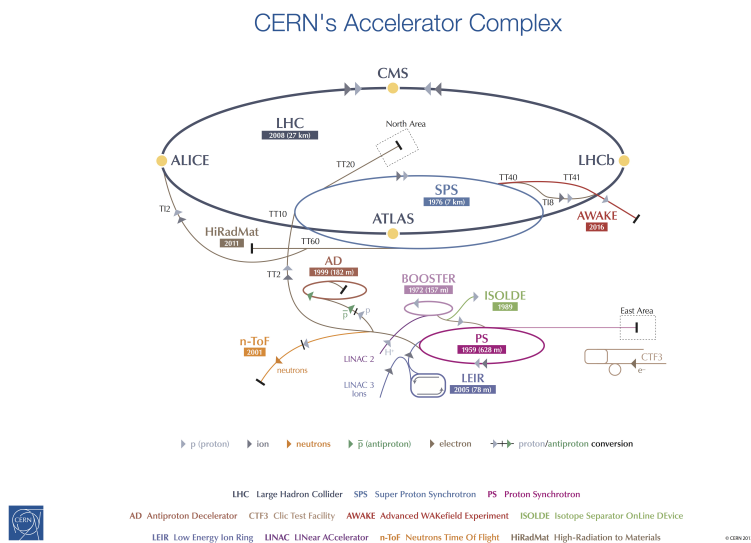 CERN's Accelerator Complex
CMS
LHC
2008 (27 km)
North Area
ALICE
TT20
LHCb
TT40
TT41
SPS
1976 (7 km)
TI2
TT10
TI8
ATLAS
AWAKE
2016
HiRadMat
2011
TT60
AD
1999 (182 m)
TT2
BOOSTER
1972 (157 m)
ISOLDE
1989
p
p̅
East Area
n-ToF
2001
PS
1959 (628 m)
neutrons
LINAC 2
H⁻
CTF3
e⁻
LINAC 3
Ions
LEIR
2005 (78 m)
p (proton)
ion
neutrons
p̅ (antiproton)
electron
proton/antiproton conversion
LHC Large Hadron Collider SPS Super Proton Synchrotron PS Proton Synchrotron
AD Antiproton Decelerator CTF3 Clic Test Facility AWAKE Advanced WAKefield Experiment ISOLDE Isotope Separator OnLine DEvice
LEIR Low Energy Ion Ring LINAC LINear ACcelerator n-ToF Neutrons Time Of Flight HiRadMat High-Radiation to Materials
CERN
© CERN 201